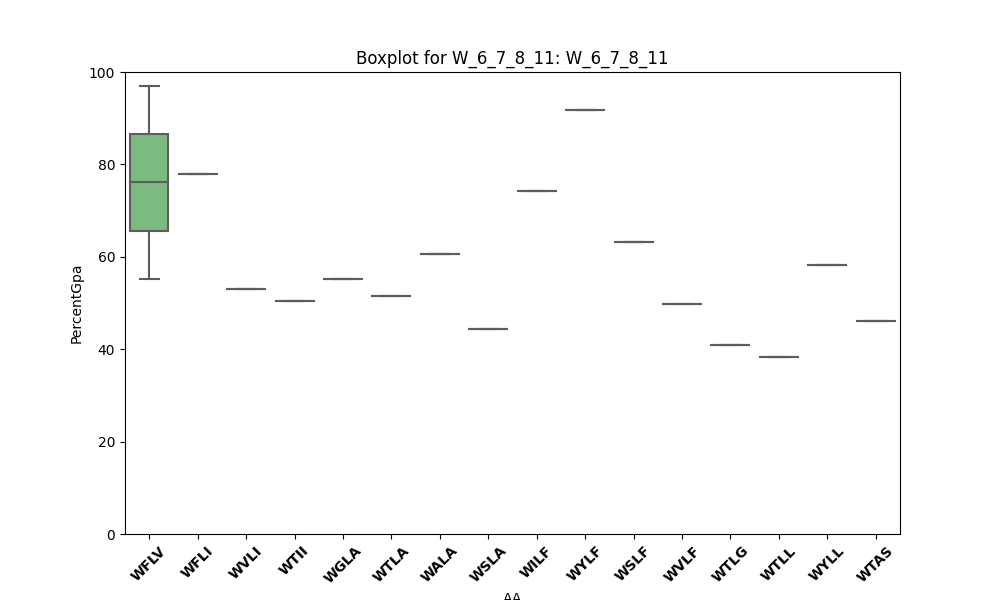 Boxplot for W_6_7_8_11: W_6_7_8_11
PercentGpa
100
80
60
40
20
0
WFLV
WFLI
WVLI
WTII
WGLA
WTLA
WALA
WSLA
WILF
WYLF
WSLF
WVLF
WTLG
WTLL
WYLL
WTAS
AA